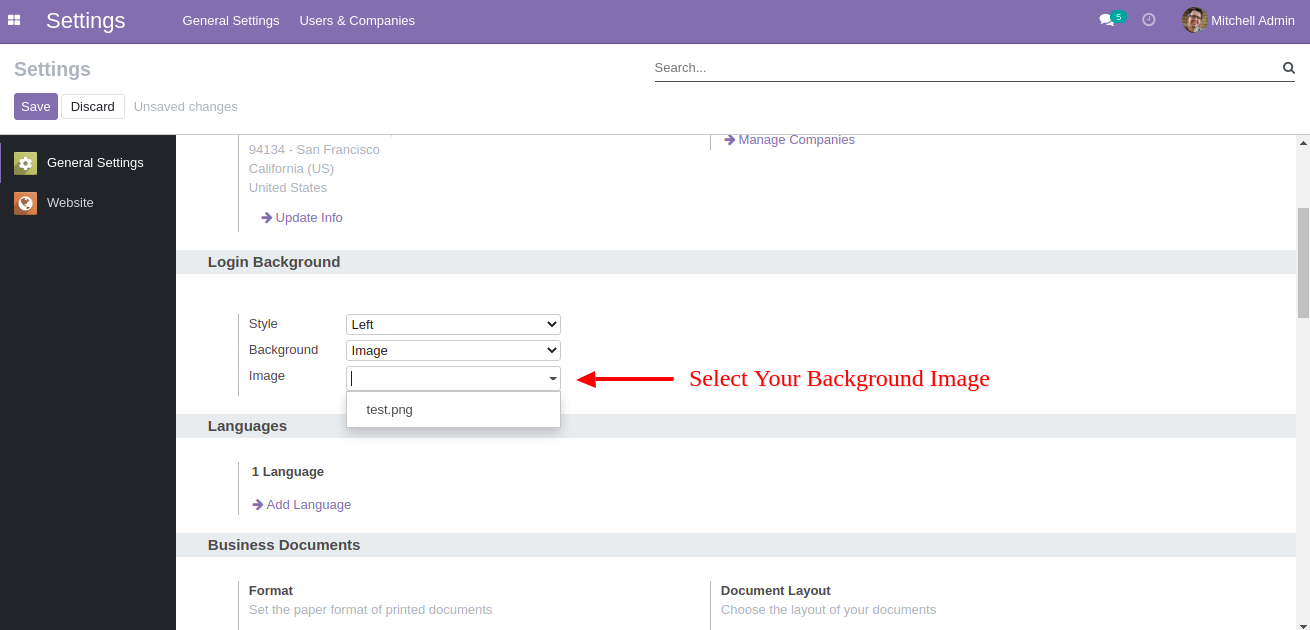 Settings General Settings Users & Companies 5 Mitchell Admin
Settings Search...
Save Discard Unsaved changes
General Settings
Website
94134 - San Francisco
California (US)
United States
Update Info
Manage Companies
Login Background
Style Left
Background Image
Image
test.png
Select Your Background Image
Languages
1 Language
Add Language
Business Documents
Format
Set the paper format of printed documents
Document Layout
Choose the layout of your documents